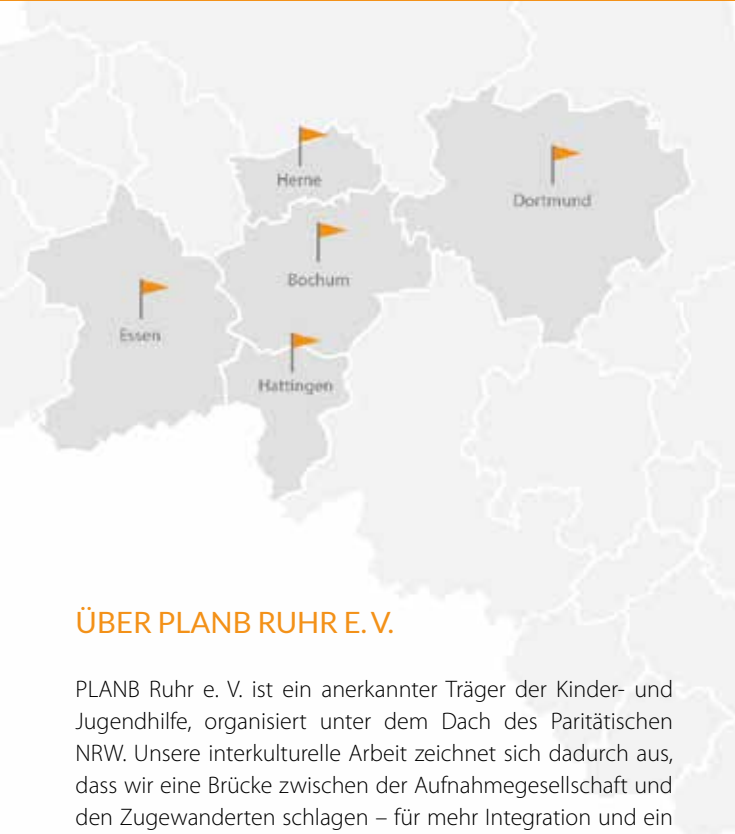 Herne
Dortmund
Bochum
Essen
Hattingen
ÜBER PLANB RUHR E. V.
PLANB Ruhr e. V. ist ein anerkannter Träger der Kinder- und
Jugendhilfe, organisiert unter dem Dach des Paritätischen
NRW. Unsere interkulturelle Arbeit zeichnet sich dadurch aus,
dass wir eine Brücke zwischen der Aufnahmegesellschaft und
den Zugewanderten schlagen – für mehr Integration und ein